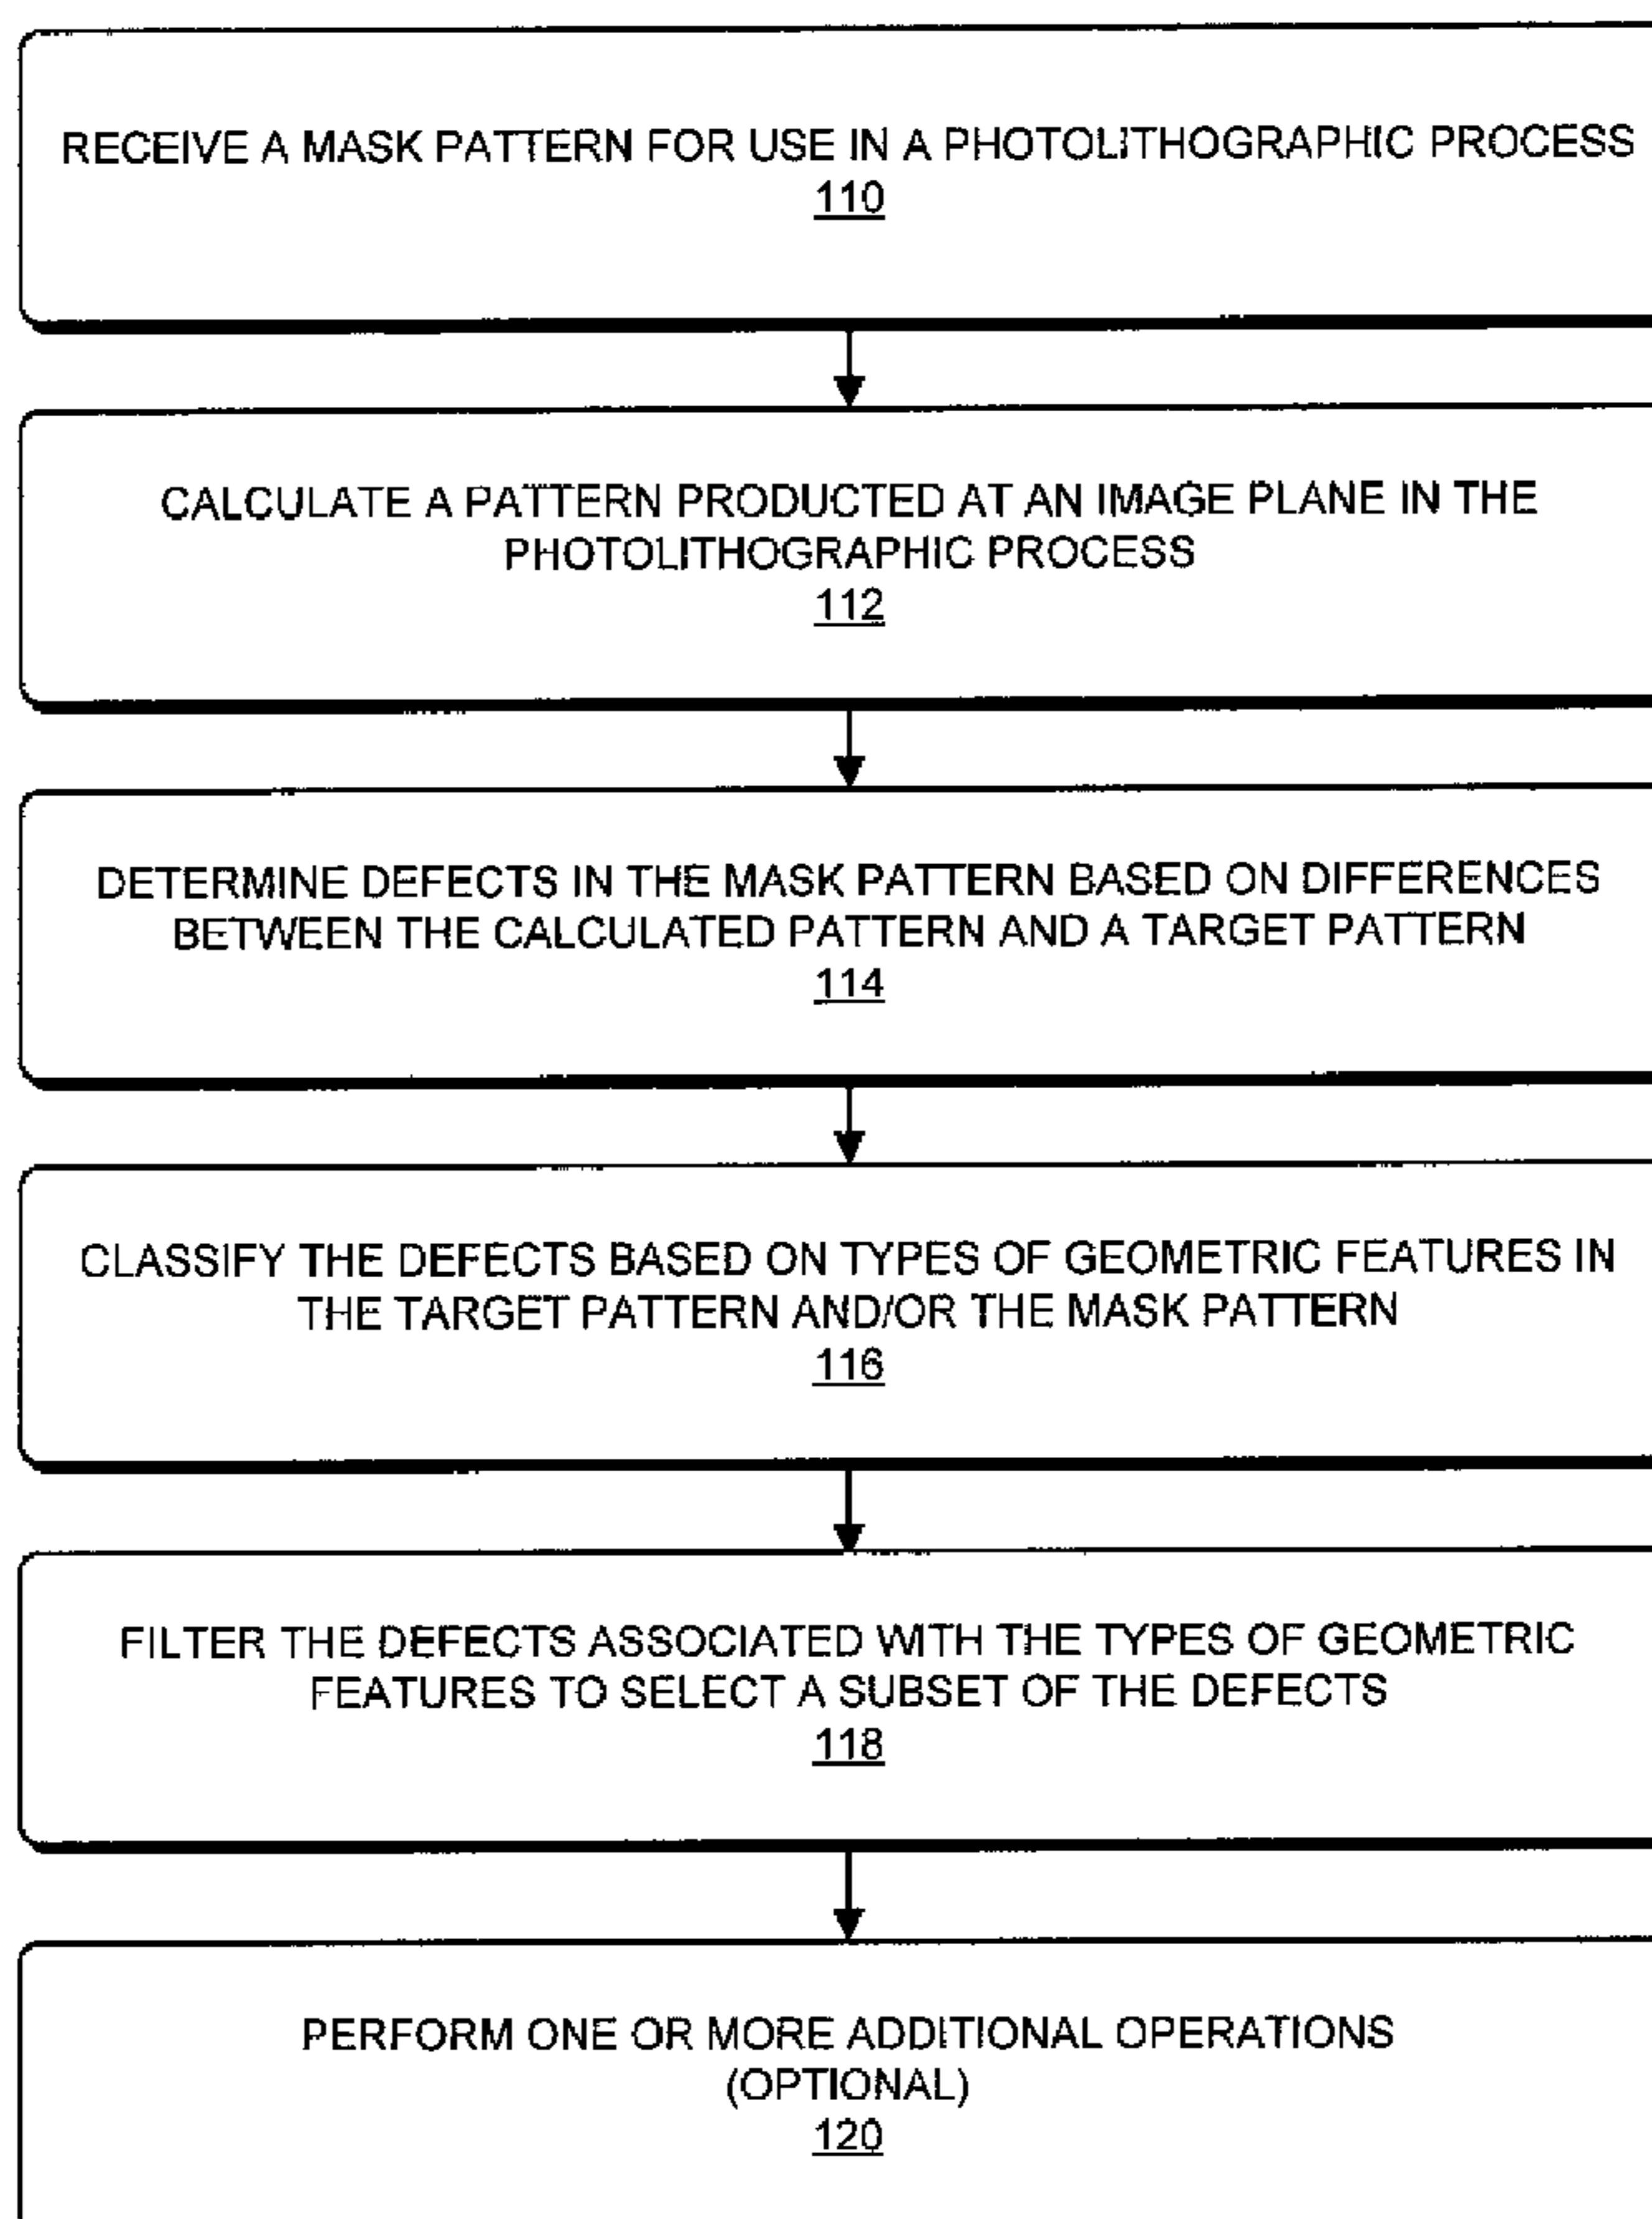 RECEIVE A MASK PATTERN FOR USE IN A PHOTOLITHOGRAPHIC PROCESS
110
CALCULATE A PATTERN PRODUCTED AT AN IMAGE PLANE IN THE
PHOTOLITHOGRAPHIC PROCESS
112
DETERMINE DEFECTS IN THE MASK PATTERN BASED ON DIFFERENCES
BETWEEN THE CALCULATED PATTERN AND A TARGET PATTERN
114
CLASSIFY THE DEFECTS BASED ON TYPES OF GEOMETRIC FEATURES IN
THE TARGET PATTERN AND/OR THE MASK PATTERN
116
FILTER THE DEFECTS ASSOCIATED WITH THE TYPES OF GEOMETRIC
FEATURES TO SELECT A SUBSET OF THE DEFECTS
118
PERFORM ONE OR MORE ADDITIONAL OPERATIONS
(OPTIONAL)
120